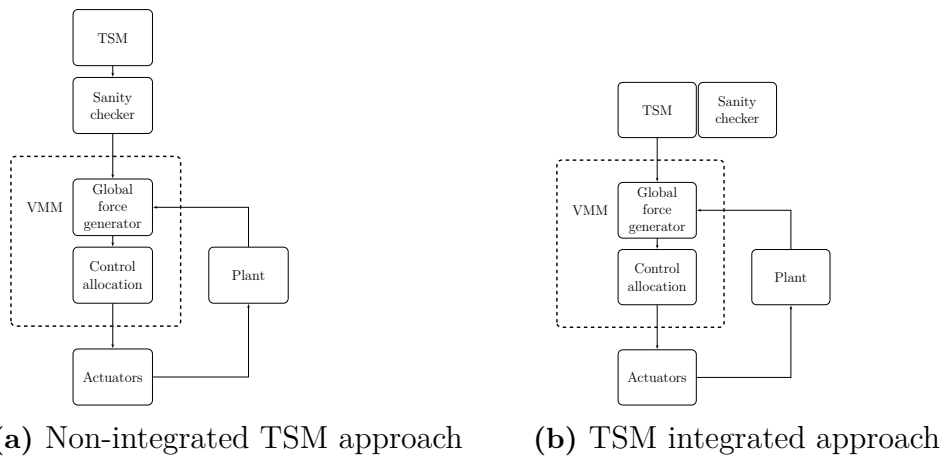 TSM
Sanity
checker
VMM
Global
force
generator
Control
allocation
Plant
Actuators
(a) Non-integrated TSM approach
TSM
Sanity
checker
VMM
Global
force
generator
Control
allocation
Plant
Actuators
(b) TSM integrated approach